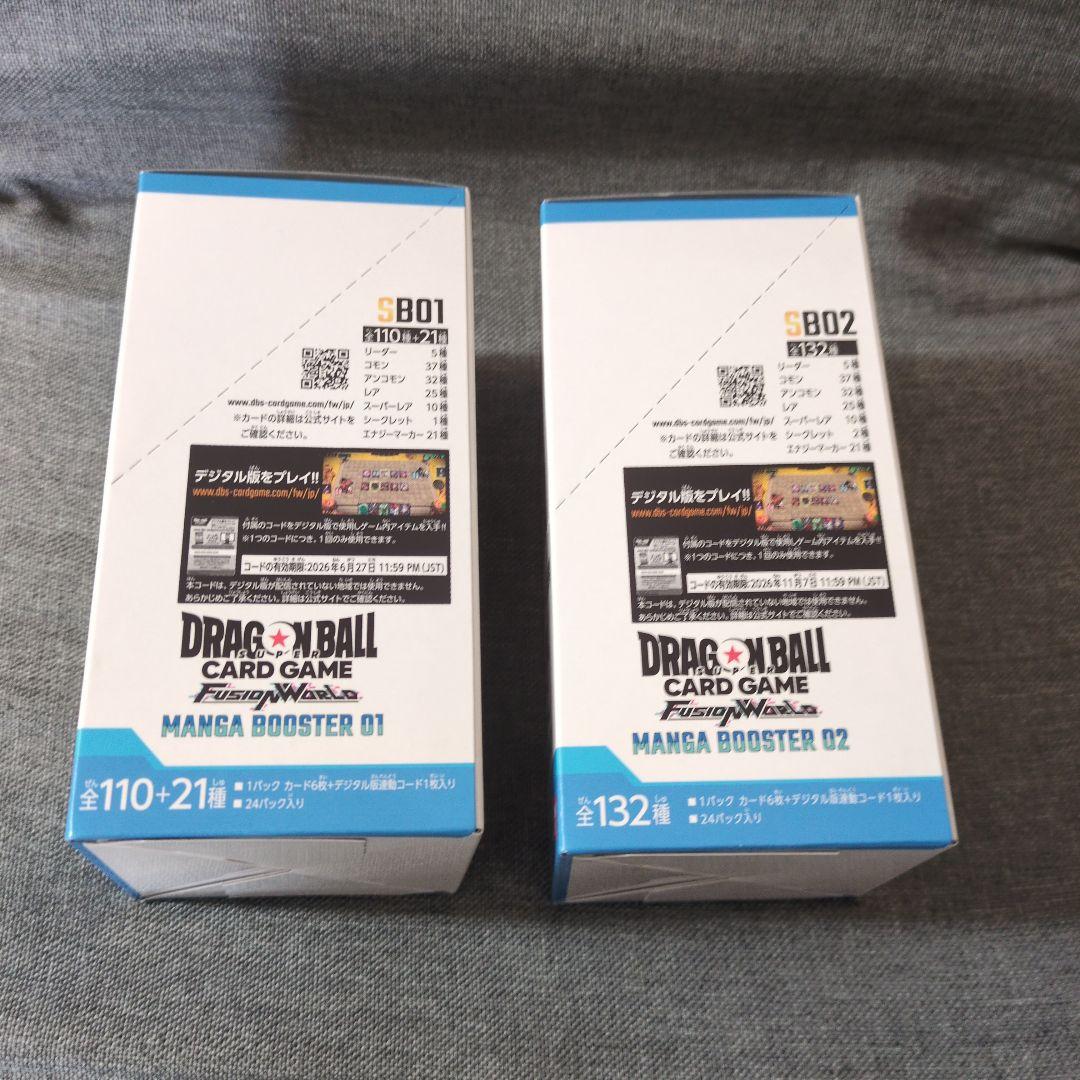 SB01
全110種+21種
リーダー 5種
コモン 37種
アンコモン 32種
レア 25種
スーパーレア 10種
シークレット 1種
エナジーマーカー 21種
www.dbs-cardgame.com/fw/jp/
※カードの詳細は公式サイトを
ご確認ください。
デジタル版をプレイ!!
www.dbs-cardgame.com/fw/jp/
付属のコードをデジタル版で使用しゲーム内アイテムを入手!!
※1つのコードにつき、1回のみ使用できます。
コードの有効期限:2026年6月27日 11:59 PM (JST)
本コードは、デジタル版が配信されていない地域では使用できません。
あらかじめご了承ください。詳細は公式サイトでご確認ください。
DRAGON BALL
SUPER
CARD GAME
FUSION WORLD
MANGA BOOSTER 01
全110+21種
■ 1パック カード6枚+デジタル版連動コード1枚入り
■ 24パック入り
SB02
全132種
リーダー 5種
コモン 37種
アンコモン 32種
レア 25種
スーパーレア 10種
シークレット 2種
エナジーマーカー 21種
www.dbs-cardgame.com/fw/jp/
※カードの詳細は公式サイトを
ご確認ください。
デジタル版をプレイ!!
www.dbs-cardgame.com/fw/jp/
付属のコードをデジタル版で使用しゲーム内アイテムを入手!!
※1つのコードにつき、1回のみ使用できます。
コードの有効期限:2026年11月7日 11:59 PM (JST)
本コードは、デジタル版が配信されていない地域では使用できません。
あらかじめご了承ください。詳細は公式サイトでご確認ください。
DRAGON BALL
SUPER
CARD GAME
FUSION WORLD
MANGA BOOSTER 02
全132種
■ 1パック カード6枚+デジタル版連動コード1枚入り
■ 24パック入り